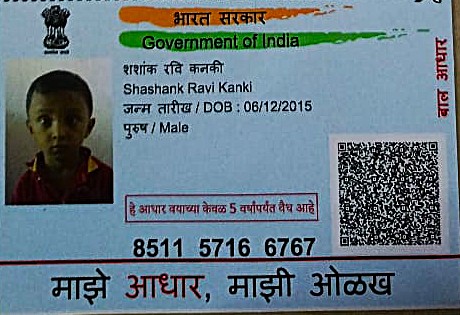 भारत सरकार
Government of India
शशांक रवि कनकी
Shashank Ravi Kanki
जन्म तारीख / DOB : 06/12/2015
पुरुष / Male
बाल आधार
हे आधार वयाच्या केवळ 5 वर्षांपर्यंत वैध आहे
8511 5716 6767
माझे आधार, माझी ओळख